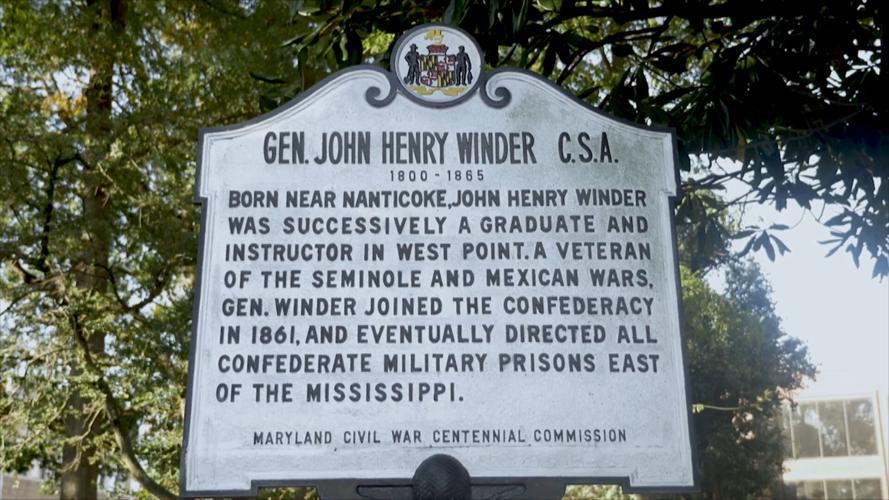 GEN. JOHN HENRY WINDER C.S.A.
1800 - 1865
BORN NEAR NANTICOKE, JOHN HENRY WINDER
WAS SUCCESSIVELY A GRADUATE AND
INSTRUCTOR IN WEST POINT. A VETERAN
OF THE SEMINOLE AND MEXICAN WARS,
GEN. WINDER JOINED THE CONFEDERACY
IN 1861, AND EVENTUALLY DIRECTED ALL
CONFEDERATE MILITARY PRISONS EAST
OF THE MISSISSIPPI.
MARYLAND CIVIL WAR CENTENNIAL COMMISSION